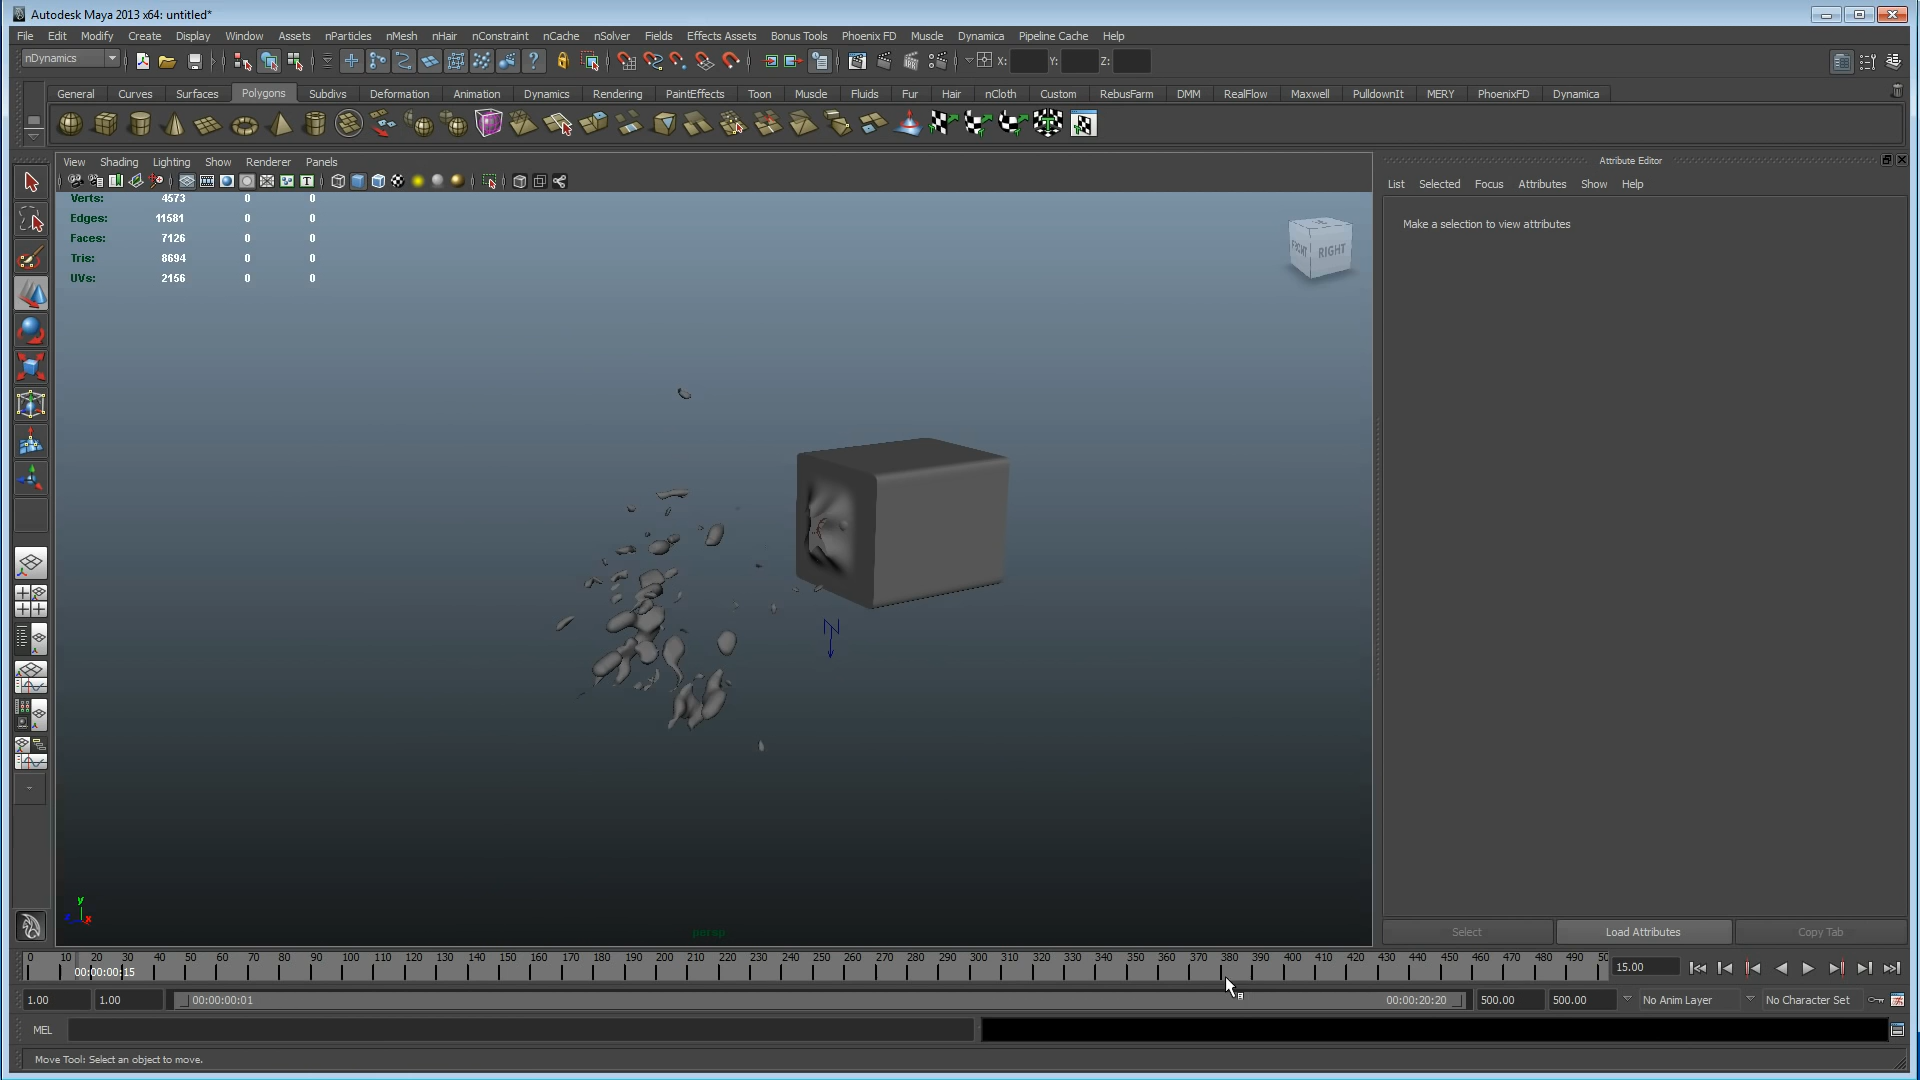 Autodesk Maya 2013 x64: untitled*
File Edit Modify Create Display Window Assets nParticles nMesh nHair nConstraint nCache nSolver Fields Effects Assets Bonus Tools Phoenix FD Muscle Dynamica Pipeline Cache Help
nDynamics X: Y: Z:
General Curves Surfaces Polygons Subdivs Deformation Animation Dynamics Rendering PaintEffects Toon Muscle Fluids Fur Hair nCloth Custom RebusFarm DMM RealFlow Maxwell PulldownIt MERY PhoenixFD Dynamica
View Shading Lighting Show Renderer Panels
Attribute Editor
List Selected Focus Attributes Show Help
Make a selection to view attributes
Verts: 4573 0 0
Edges: 11581 0 0
Faces: 7126 0 0
Tris: 8694 0 0
UVs: 2156 0 0
FRONT RIGHT
N
y
z x
persp
Select Load Attributes Copy Tab
0 10 20 30 40 50 60 70 80 90 100 110 120 130 140 150 160 170 180 190 200 210 220 230 240 250 260 270 280 290 300 310 320 330 340 350 360 370 380 390 400 410 420 430 440 450 460 470 480 490 50
00:00:00:15
15.00
1.00 1.00 00:00:00:01 00:00:20:20 500.00 500.00 No Anim Layer No Character Set
MEL
Move Tool: Select an object to move.